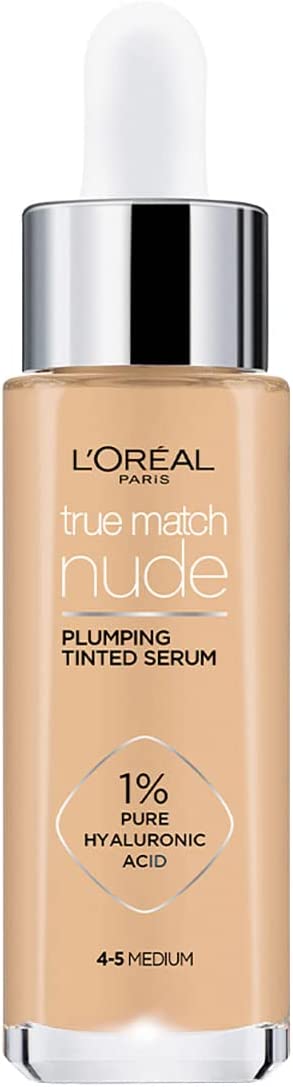 L'ORÉAL
PARIS
true match
nude
PLUMPING
TINTED SERUM
1%
PURE
HYALURONIC
ACID
4-5 MEDIUM